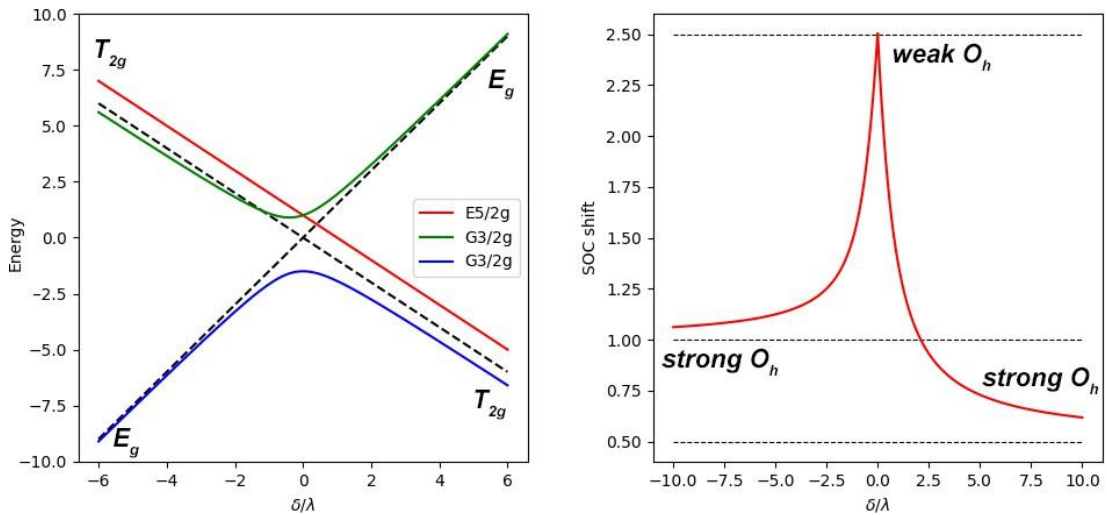 10.0
7.5
5.0
2.5
0.0
−2.5
−5.0
−7.5
−10.0
Energy
T2g
Eg
E5/2g
G3/2g
G3/2g
T2g
Eg
−6 −4 −2 0 2 4 6
δ/λ
2.50
2.25
2.00
1.75
1.50
1.25
1.00
0.75
0.50
SOC shift
weak Oh
strong Oh
strong Oh
−10.0 −7.5 −5.0 −2.5 0.0 2.5 5.0 7.5 10.0
δ/λ